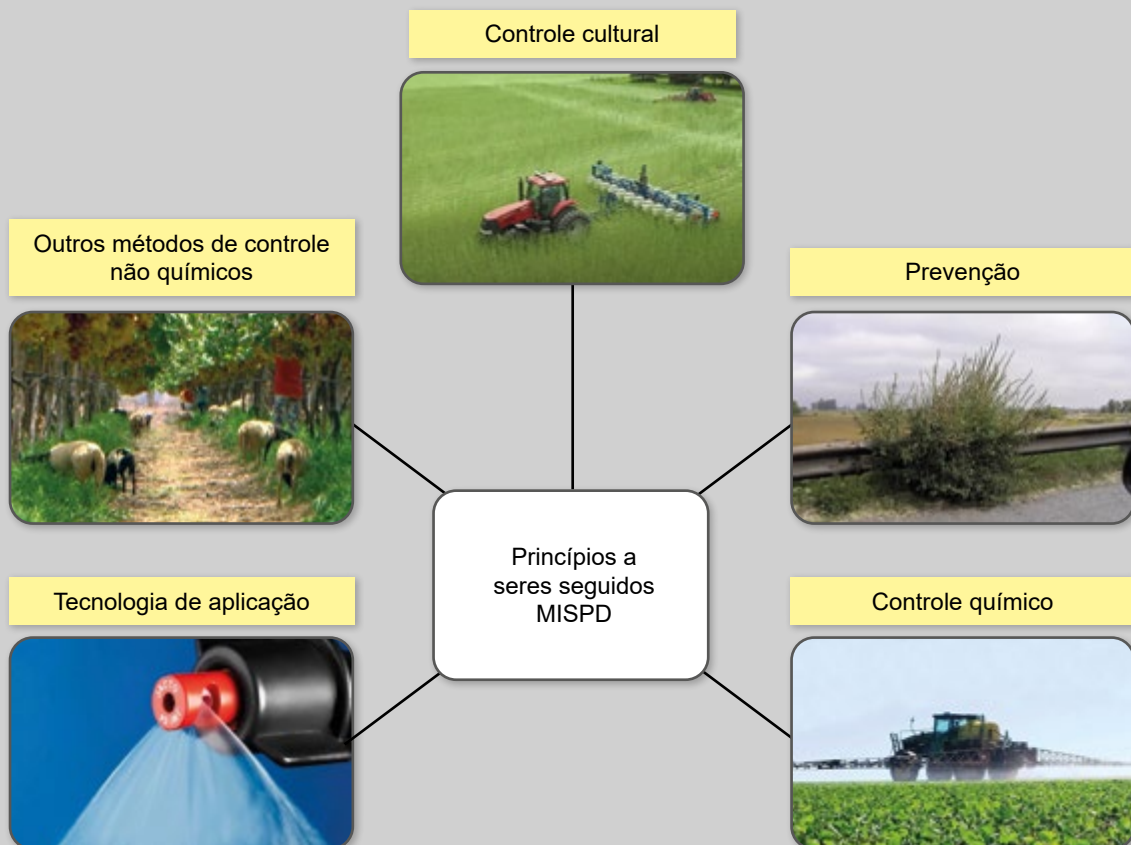 Controle cultural
Outros métodos de controle
não químicos
Prevenção
Princípios a
seres seguidos
MISPD
Tecnologia de aplicação
Controle químico